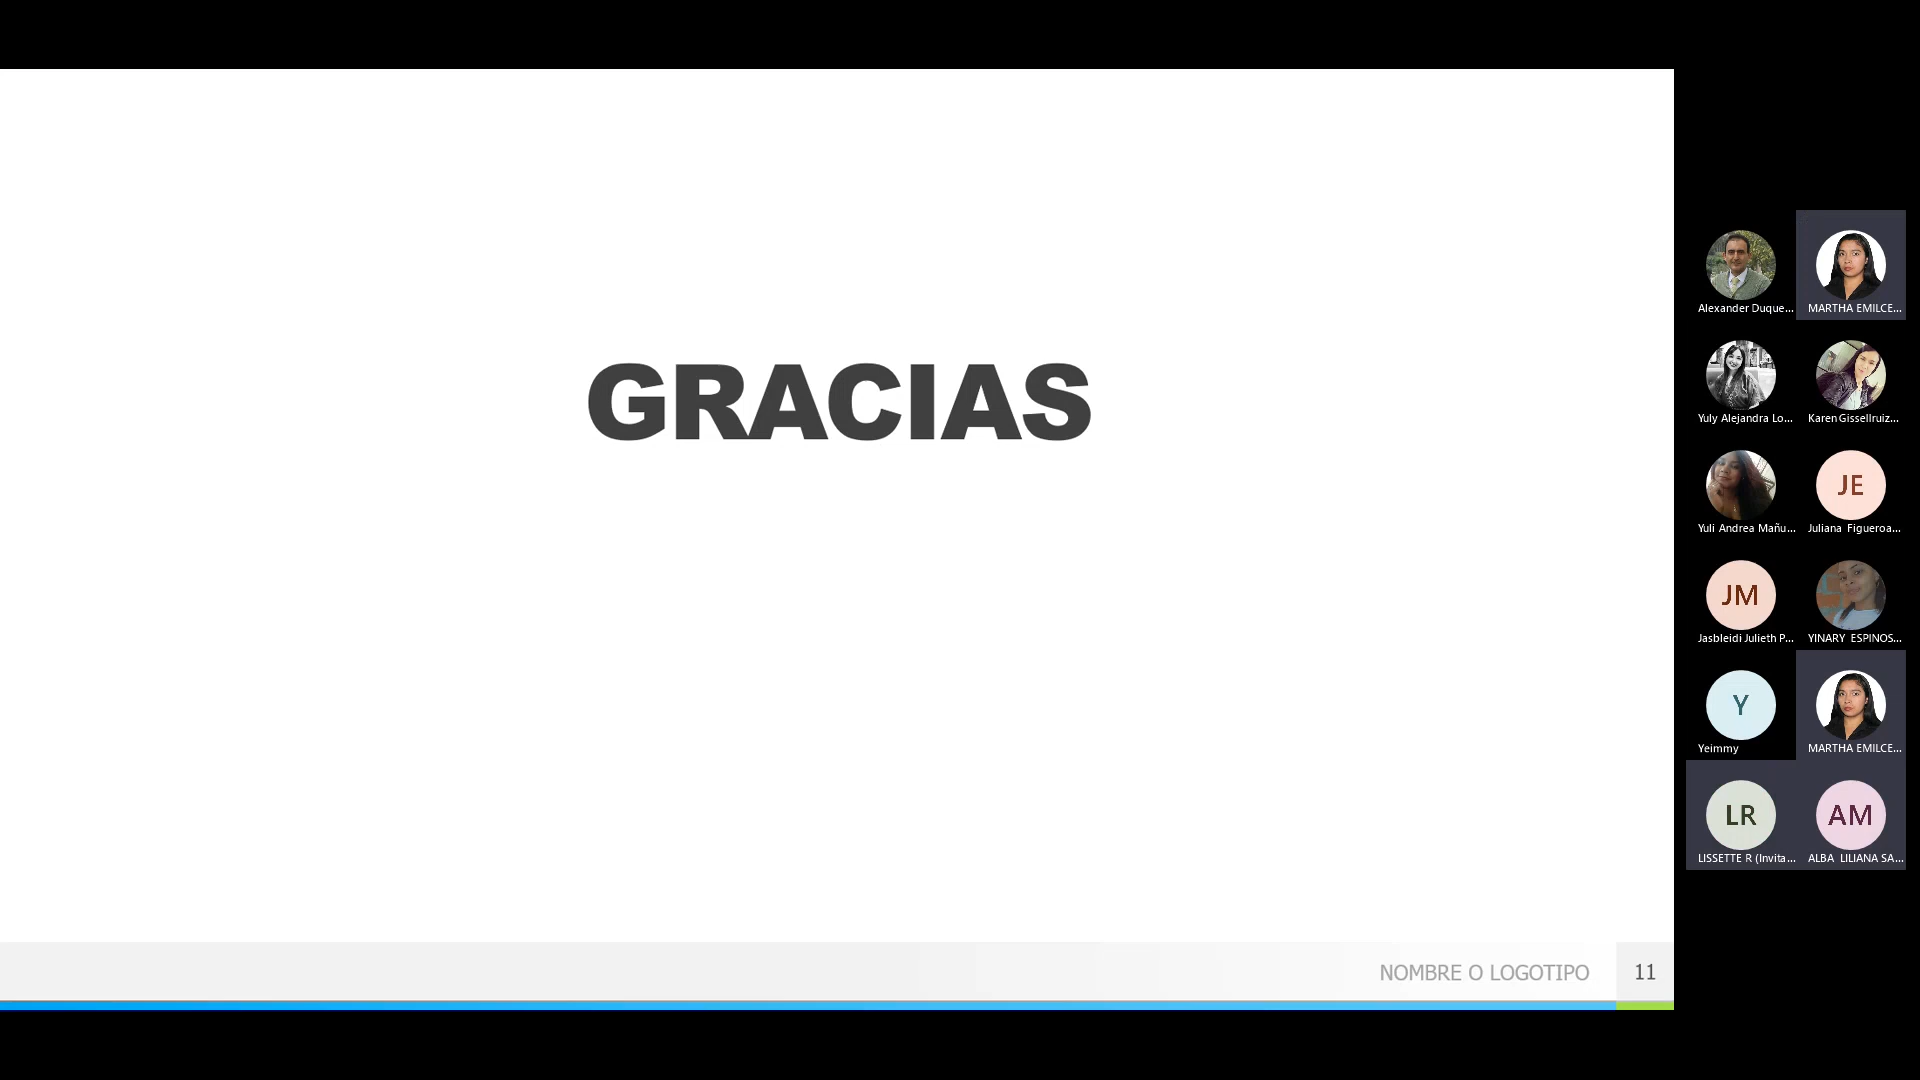 GRACIAS
NOMBRE O LOGOTIPO
11
Alexander Duque...
MARTHA EMILCE...
Yuly Alejandra Lo...
Karen Gissellruiz...
Yuli Andrea Mañu...
JE
Juliana Figueroa...
JM
Jasbleidi Julieth P...
YINARY ESPINOS...
Y
Yeimmy
MARTHA EMILCE...
LR
LISSETTE R (Invita...
AM
ALBA LILIANA SA...